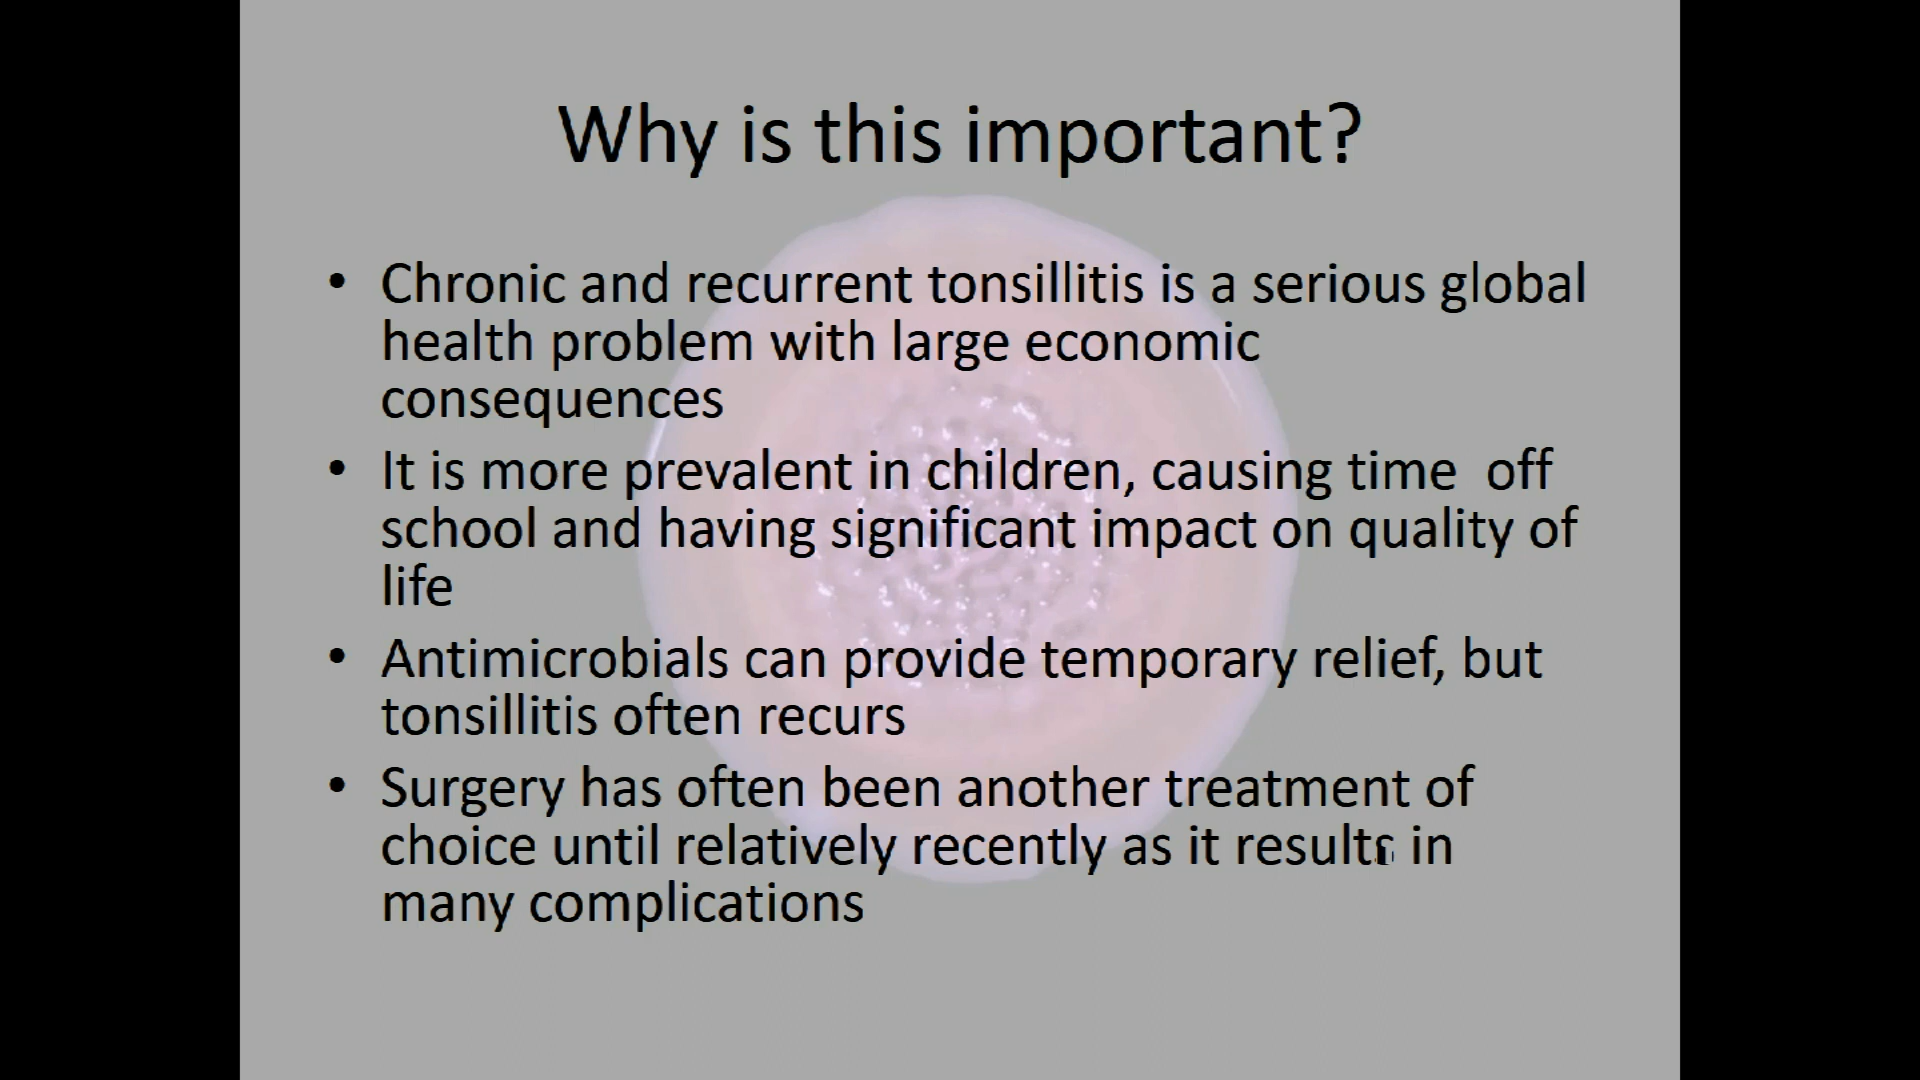 Why is this important?
• Chronic and recurrent tonsillitis is a serious global
health problem with large economic
consequences
• It is more prevalent in children, causing time  off
school and having significant impact on quality of
life
• Antimicrobials can provide temporary relief, but
tonsillitis often recurs
• Surgery has often been another treatment of
choice until relatively recently as it results in
many complications